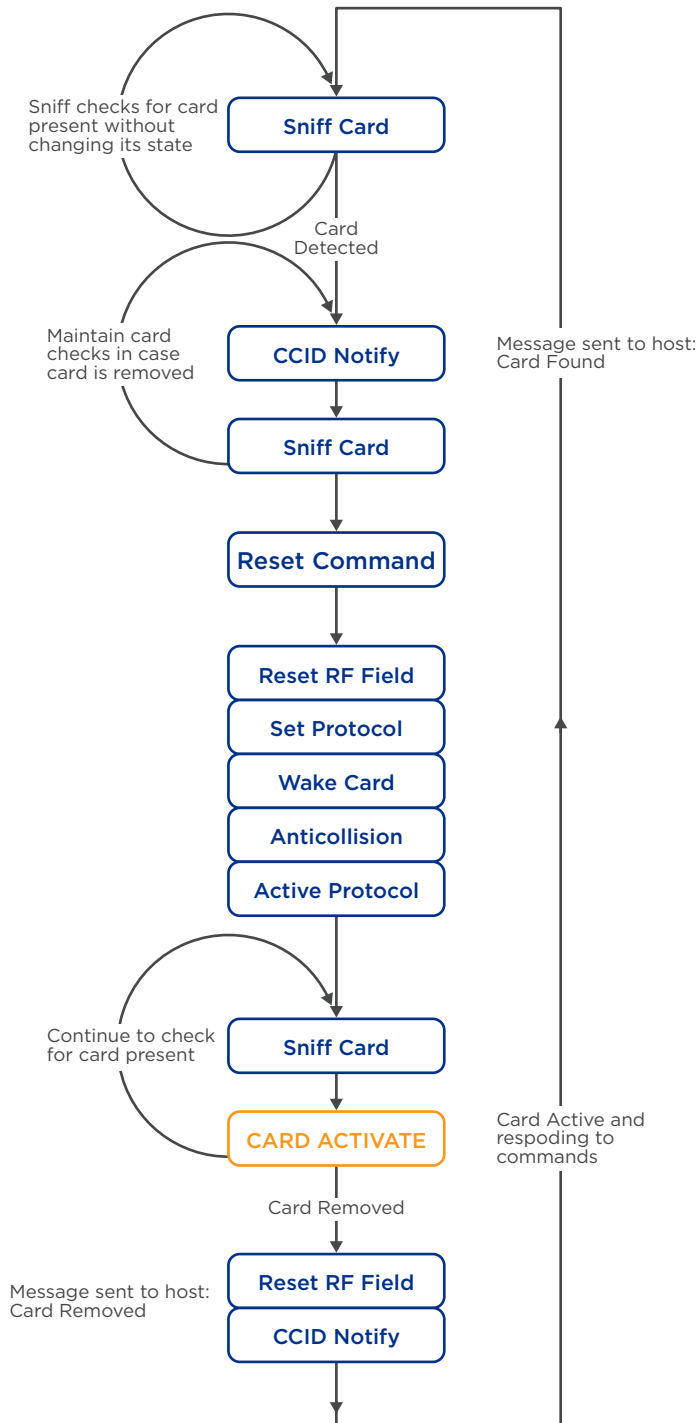 Sniff checks for card
present without
changing its state
Sniff Card
Card
Detected
Maintain card
checks in case
card is removed
CCID Notify
Message sent to host:
Card Found
Sniff Card
Reset Command
Reset RF Field
Set Protocol
Wake Card
Anticollision
Active Protocol
Continue to check
for card present
Sniff Card
CARD ACTIVATE
Card Active and
respoding to
commands
Card Removed
Message sent to host:
Card Removed
Reset RF Field
CCID Notify